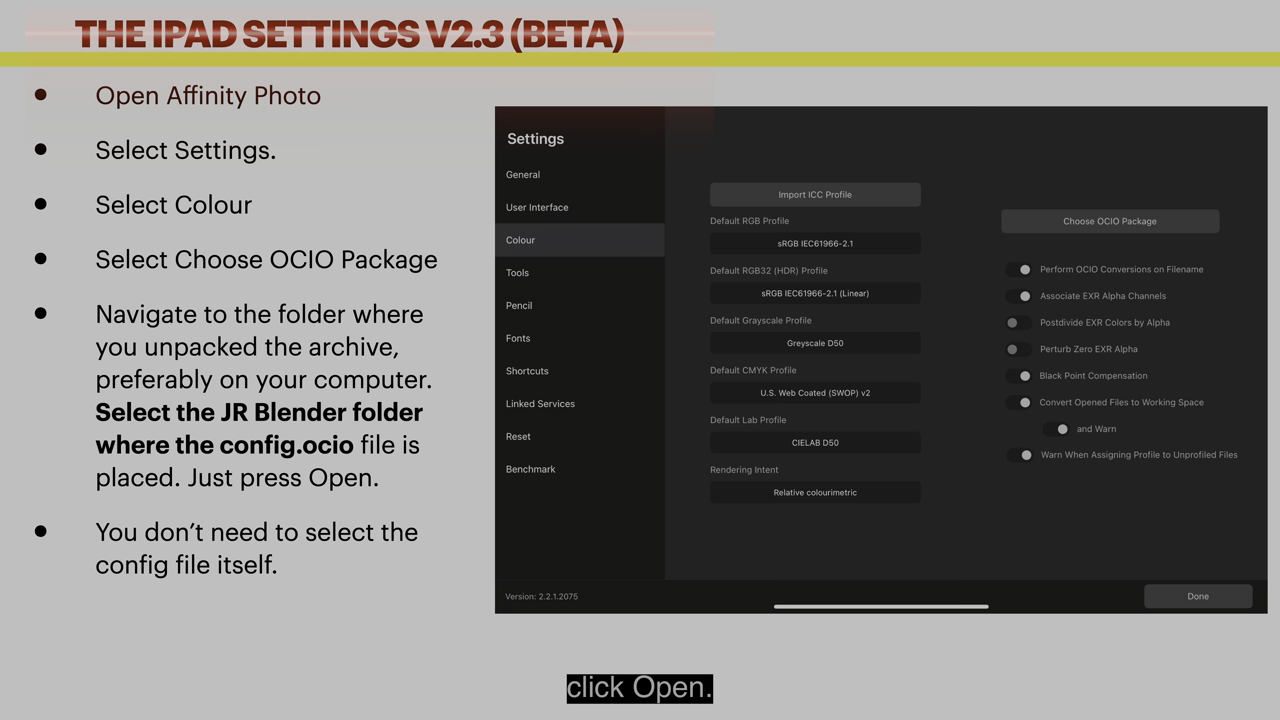 THE IPAD SETTINGS V2.3 (BETA)
• Open Affinity Photo
• Select Settings.
• Select Colour
• Select Choose OCIO Package
• Navigate to the folder where
you unpacked the archive,
preferably on your computer.
Select the JR Blender folder
where the config.ocio file is
placed. Just press Open.
• You don’t need to select the
config file itself.
Settings
General
User Interface
Colour
Tools
Pencil
Fonts
Shortcuts
Linked Services
Reset
Benchmark
Import ICC Profile
Default RGB Profile
sRGB IEC61966-2.1
Default RGB32 (HDR) Profile
sRGB IEC61966-2.1 (Linear)
Default Grayscale Profile
Greyscale D50
Default CMYK Profile
U.S. Web Coated (SWOP) v2
Default Lab Profile
CIELAB D50
Rendering Intent
Relative colourimetric
Choose OCIO Package
Perform OCIO Conversions on Filename
Associate EXR Alpha Channels
Postdivide EXR Colors by Alpha
Perturb Zero EXR Alpha
Black Point Compensation
Convert Opened Files to Working Space
and Warn
Warn When Assigning Profile to Unprofiled Files
Version: 2.2.1.2075
Done
click Open.